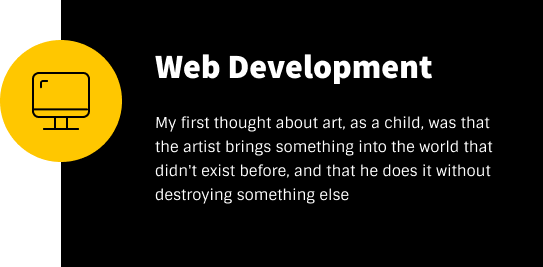 Web Development
My first thought about art, as a child, was that
the artist brings something into the world that
didn't exist before, and that he does it without
destroying something else